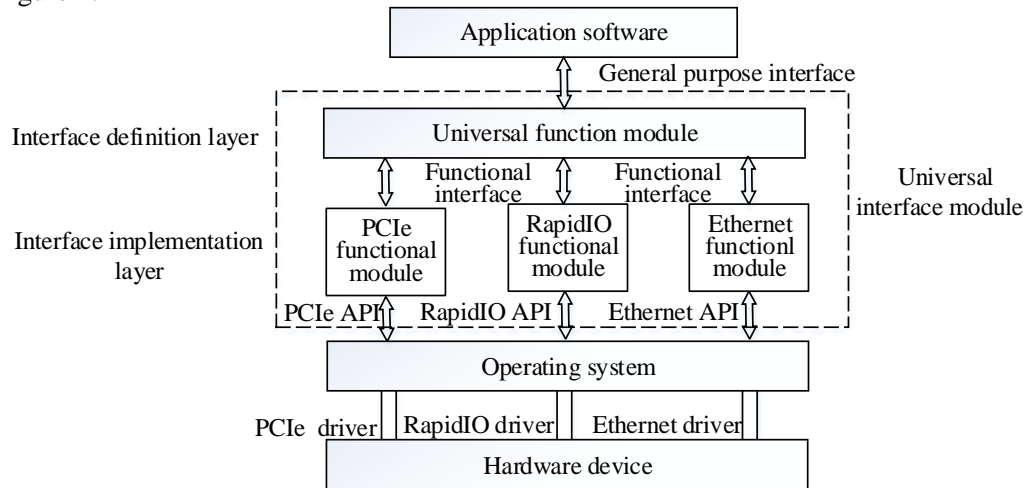 Application software
General purpose interface
Interface definition layer
Universal function module
Functional
interface
Functional
interface
Universal
interface module
Interface implementation
layer
PCIe
functional
module
RapidIO
functional
module
Ethernet
functionl
module
PCIe API
RapidIO API
Ethernet API
Operating system
PCIe driver
RapidIO driver
Ethernet driver
Hardware device